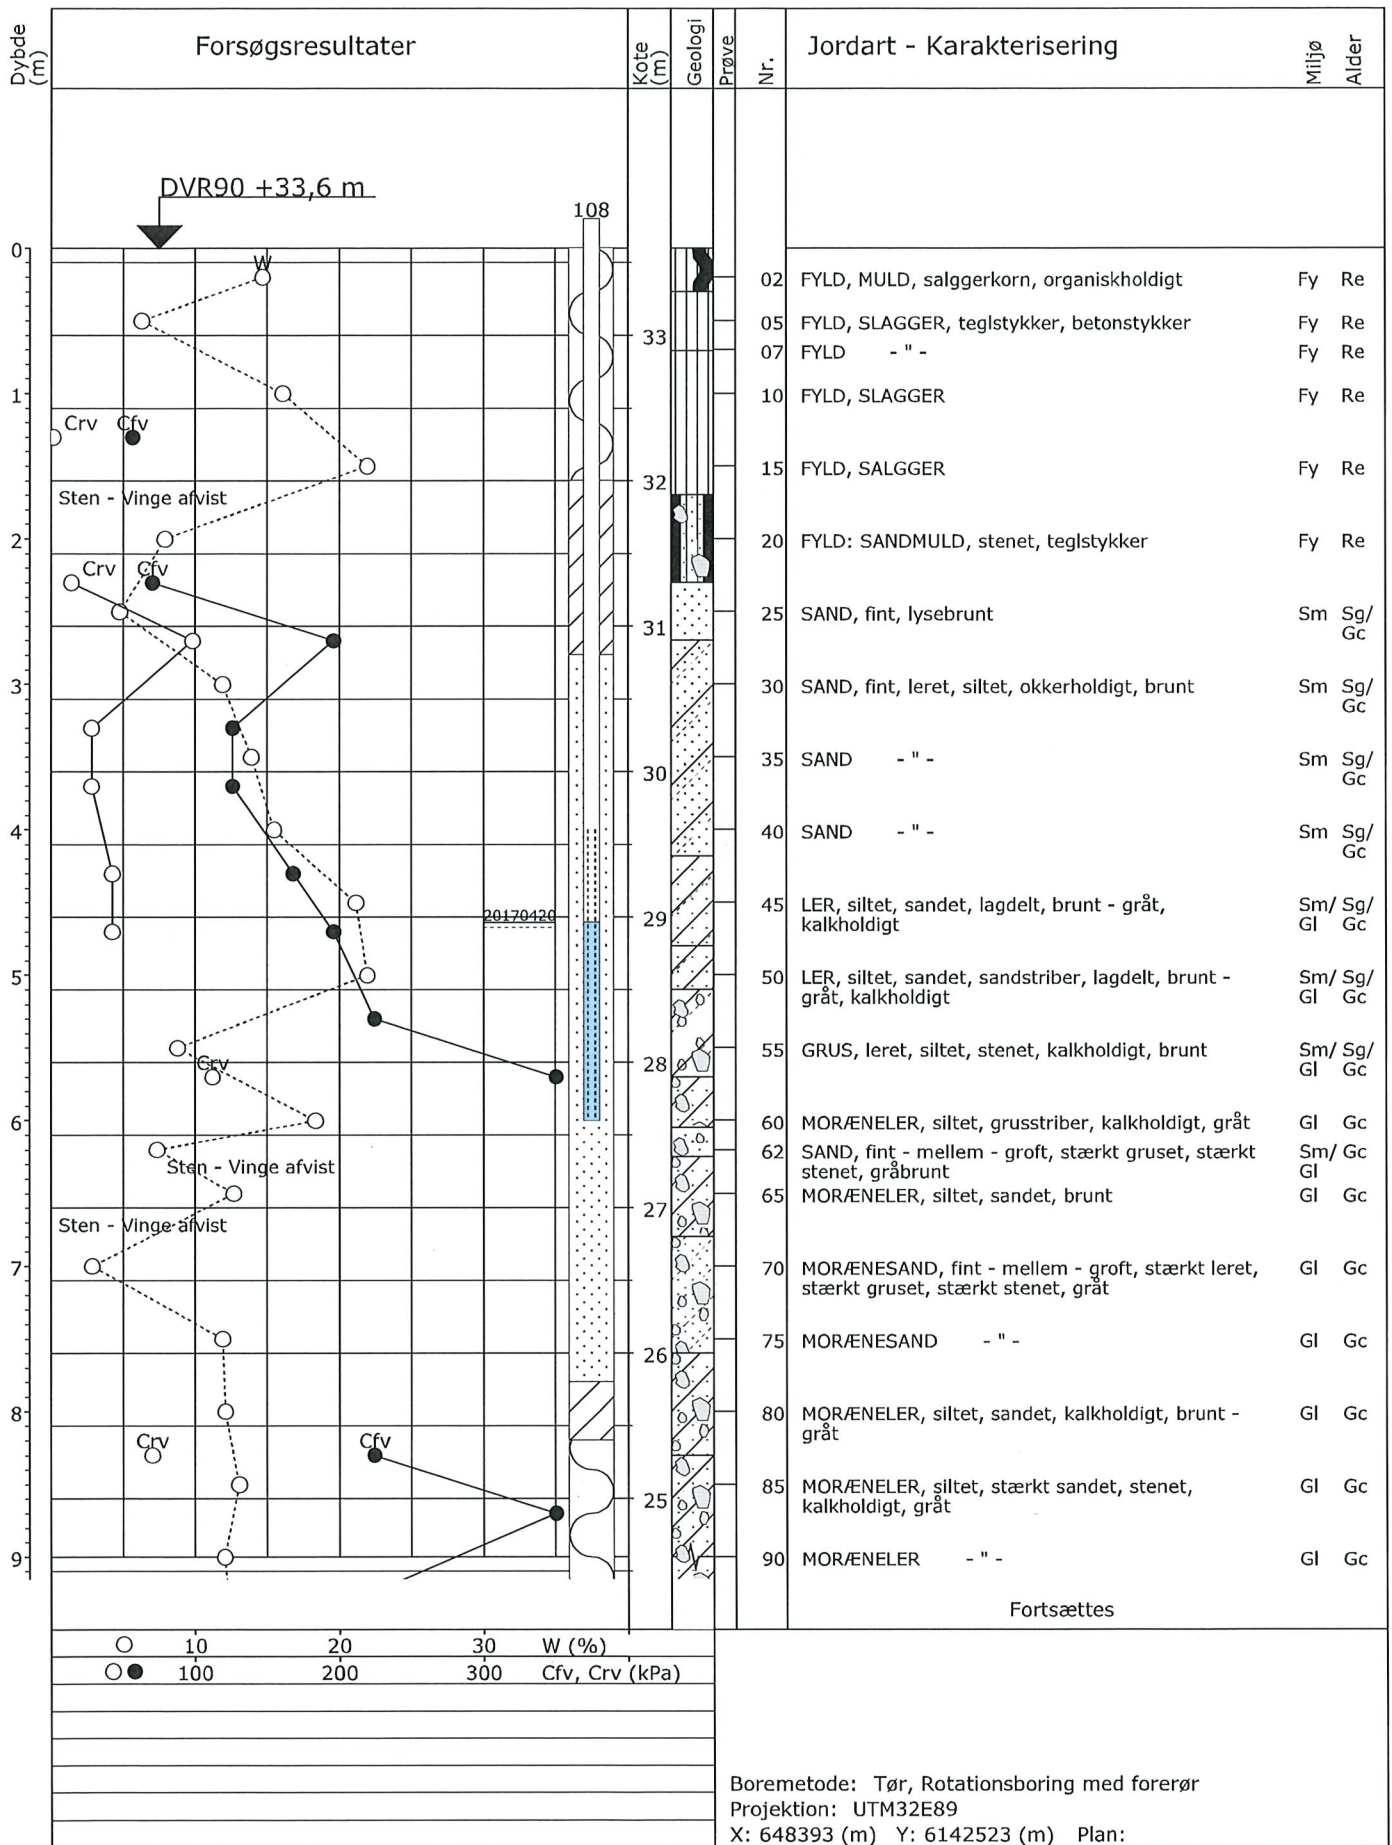 Dybde
(m)
Forsøgsresultater
Kote
(m)
Geologi
Prøve
Nr.
Jordart - Karakterisering
Miljø
Alder
DVR90 +33,6 m
108
0
W
02 FYLD, MULD, salggerkorn, organiskholdigt Fy Re
05 FYLD, SLAGGER, teglstykker, betonstykker Fy Re
33
07 FYLD - " - Fy Re
1
10 FYLD, SLAGGER Fy Re
Crv Cfv
15 FYLD, SALGGER Fy Re
32
Sten - Vinge afvist
2
20 FYLD: SANDMULD, stenet, teglstykker Fy Re
Crv Cfv
25 SAND, fint, lysebrunt Sm Sg/
Gc
31
3
30 SAND, fint, leret, siltet, okkerholdigt, brunt Sm Sg/
Gc
35 SAND - " - Sm Sg/
Gc
30
4
40 SAND - " - Sm Sg/
Gc
45 LER, siltet, sandet, lagdelt, brunt - gråt, Sm/ Sg/
kalkholdigt Gl Gc
20170420
29
5
50 LER, siltet, sandet, sandstriber, lagdelt, brunt - Sm/ Sg/
gråt, kalkholdigt Gl Gc
55 GRUS, leret, siltet, stenet, kalkholdigt, brunt Sm/ Sg/
Gl Gc
Crv
28
6
60 MORÆNELER, siltet, grusstriber, kalkholdigt, gråt Gl Gc
62 SAND, fint - mellem - groft, stærkt gruset, stærkt Sm/ Gc
stenet, gråbrunt Gl
Sten - Vinge afvist
65 MORÆNELER, siltet, sandet, brunt Gl Gc
27
Sten - Vinge afvist
7
70 MORÆNESAND, fint - mellem - groft, stærkt leret, Gl Gc
stærkt gruset, stærkt stenet, gråt
75 MORÆNESAND - " - Gl Gc
26
8
80 MORÆNELER, siltet, sandet, kalkholdigt, brunt - Gl Gc
gråt
Crv Cfv
85 MORÆNELER, siltet, stærkt sandet, stenet, Gl Gc
kalkholdigt, gråt
25
9
90 MORÆNELER - " - Gl Gc
Fortsættes
10 20 30 W (%)
100 200 300 Cfv, Crv (kPa)
Boremetode: Tør, Rotationsboring med forerør
Projektion: UTM32E89
X: 648393 (m) Y: 6142523 (m) Plan: